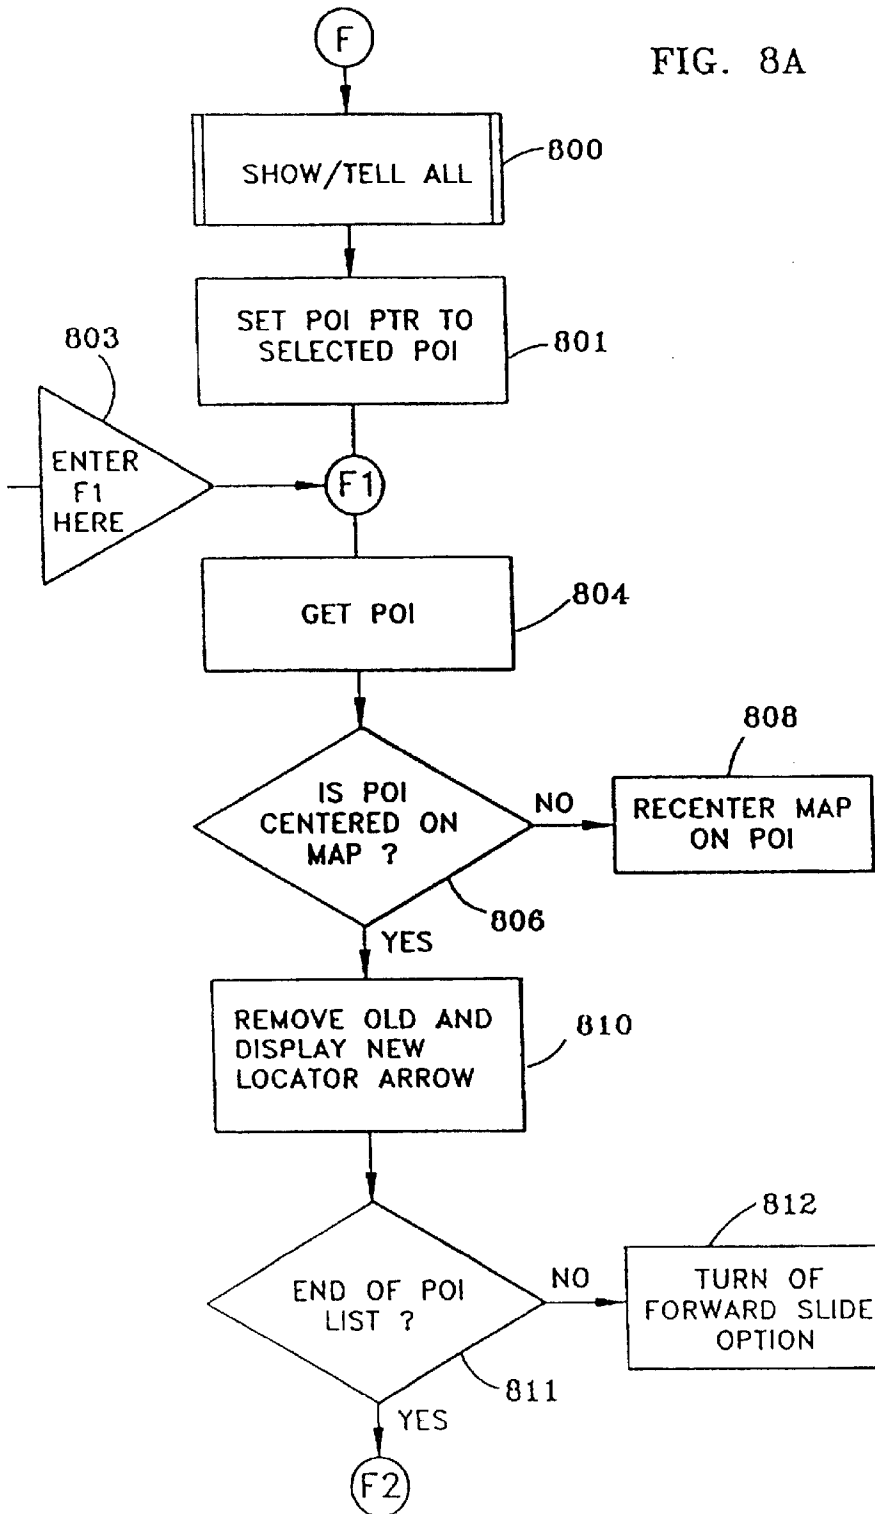 F
FIG. 8A
SHOW/TELL ALL
800
SET POI PTR TO
SELECTED POI
801
803
ENTER
F1
HERE
F1
GET POI
804
IS POI
CENTERED ON
MAP ?
806
NO
808
RECENTER MAP
ON POI
YES
REMOVE OLD AND
DISPLAY NEW
LOCATOR ARROW
810
END OF POI
LIST ?
811
NO
812
TURN OF
FORWARD SLIDE
OPTION
YES
F2